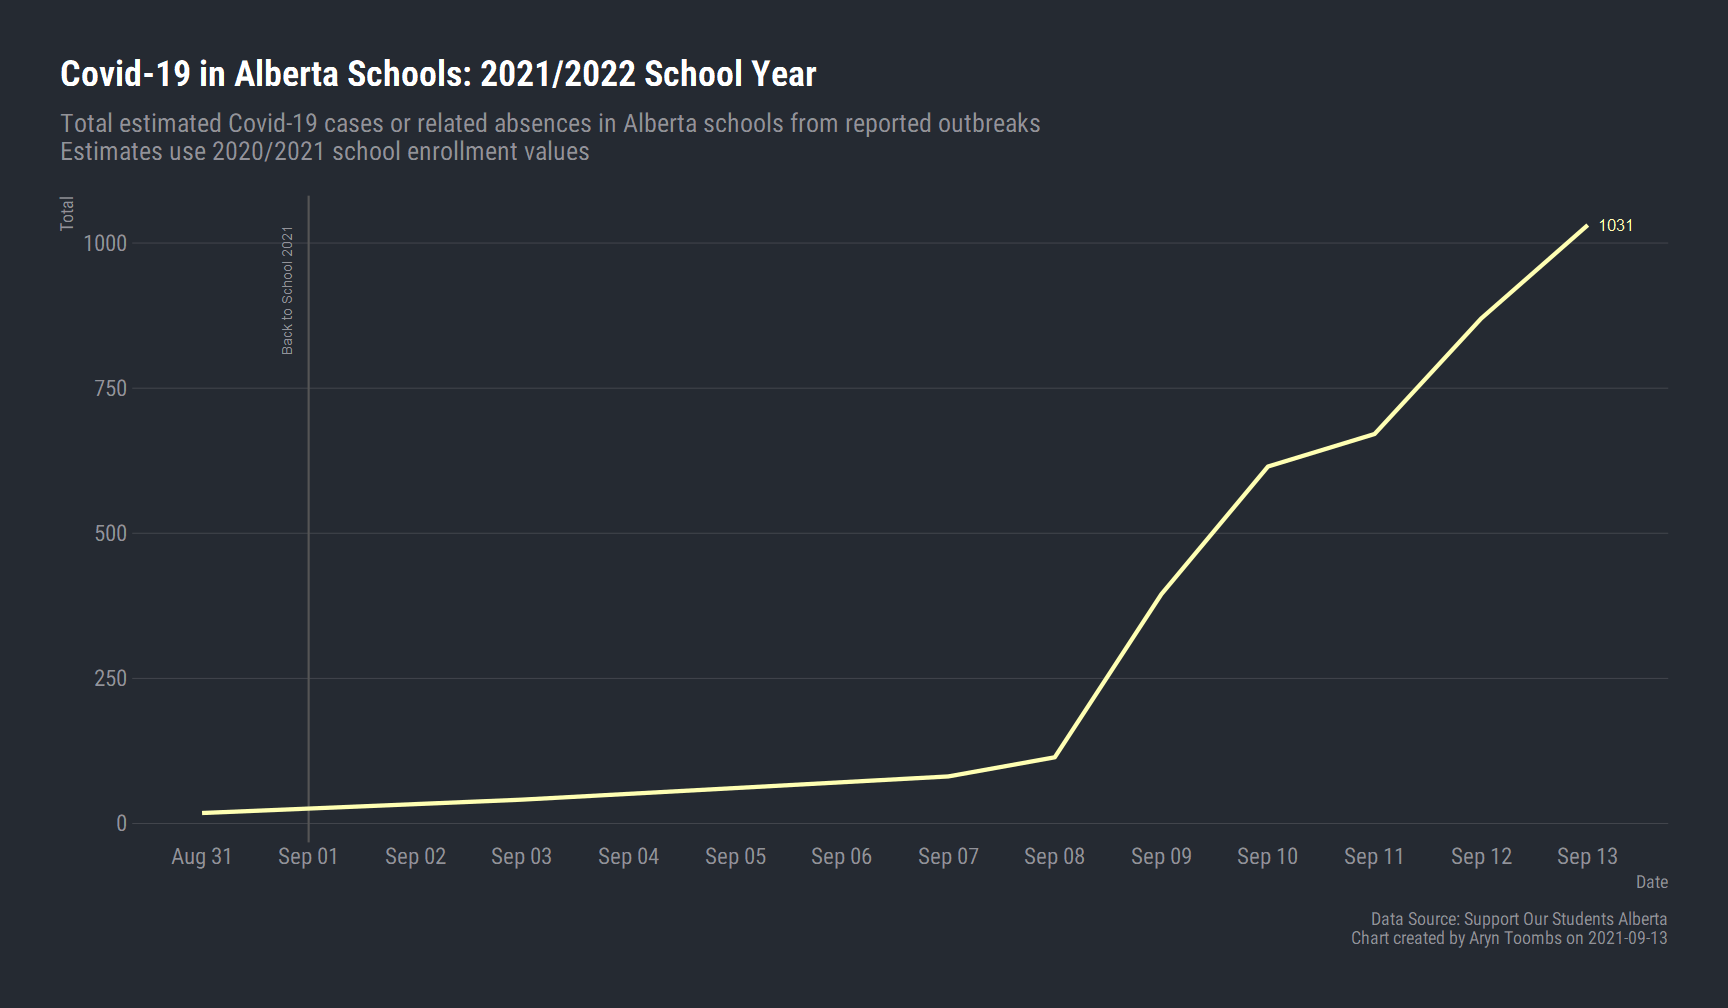 Covid-19 in Alberta Schools: 2021/2022 School Year
Total estimated Covid-19 cases or related absences in Alberta schools from reported outbreaks
Estimates use 2020/2021 school enrollment values
Total
1000
750
500
250
0
Back to School 2021
1031
Aug 31 Sep 01 Sep 02 Sep 03 Sep 04 Sep 05 Sep 06 Sep 07 Sep 08 Sep 09 Sep 10 Sep 11 Sep 12 Sep 13
Date
Data Source: Support Our Students Alberta
Chart created by Aryn Toombs on 2021-09-13